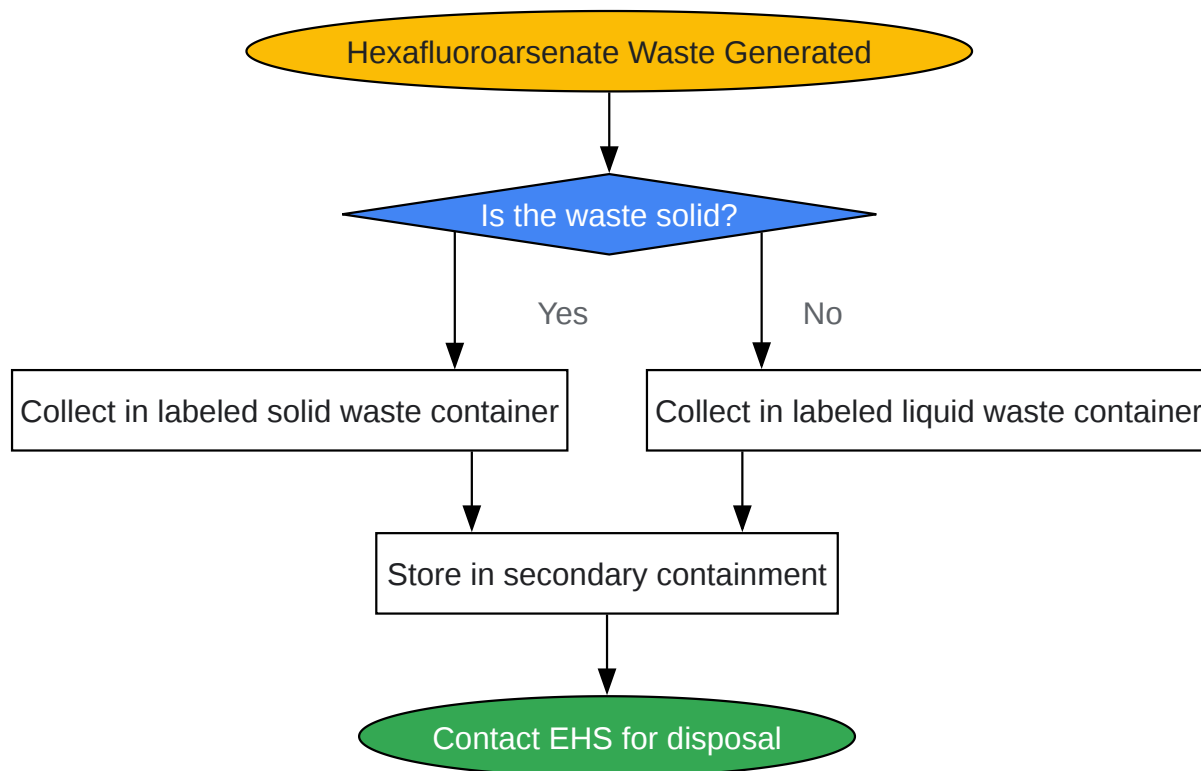 Hexafluoroarsenate Waste Generated
Is the waste solid?
Yes
No
Collect in labeled solid waste container
Collect in labeled liquid waste container
Store in secondary containment
Contact EHS for disposal